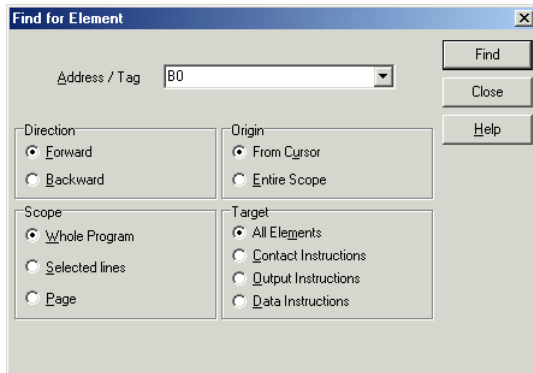 Find for Element
Address / Tag B0
Find
Close
Help
Direction
Forward
Backward
Origin
From Cursor
Entire Scope
Scope
Whole Program
Selected lines
Page
Target
All Elements
Contact Instructions
Output Instructions
Data Instructions